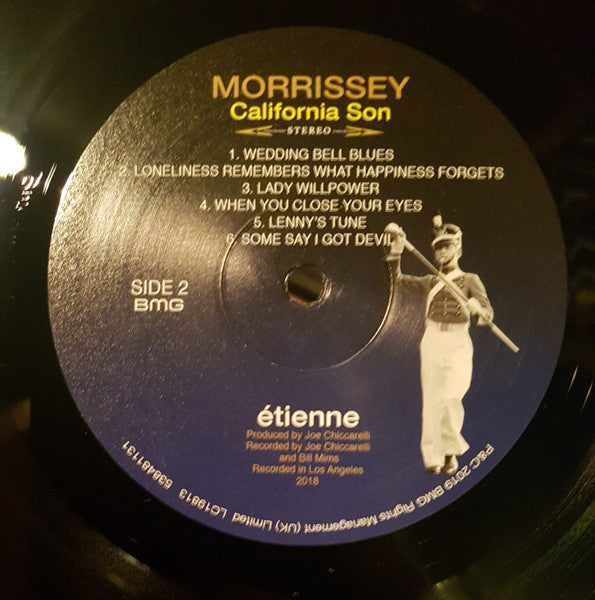 MORRISSEY
California Son
STEREO
1. WEDDING BELL BLUES
2. LONELINESS REMEMBERS WHAT HAPPINESS FORGETS
3. LADY WILLPOWER
4. WHEN YOU CLOSE YOUR EYES
5. LENNY'S TUNE
6. SOME SAY I GOT DEVIL
SIDE 2
BMG
étienne
Produced by Joe Chiccarelli
Recorded by Joe Chiccarelli
and Bill Mims
Recorded in Los Angeles
2018
P&C 2019 BMG Rights Management (UK) Limited LC19813 538481131